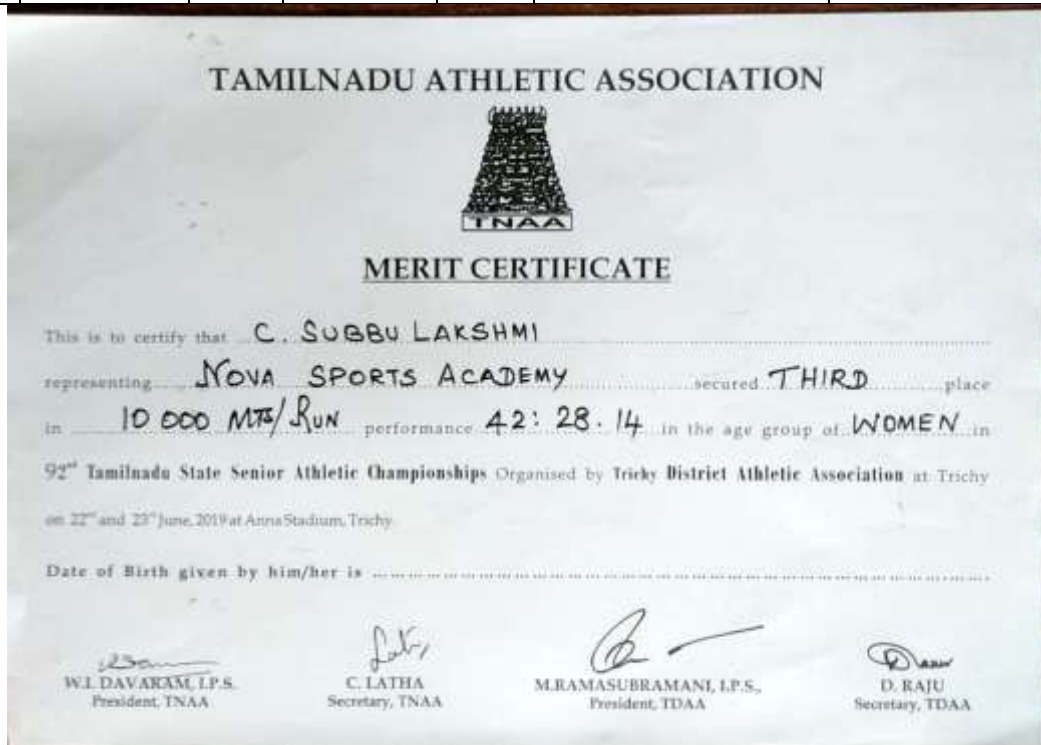 TAMILNADU ATHLETIC ASSOCIATION
TNAA
MERIT CERTIFICATE
This is to certify that C. SUBBU LAKSHMI
representing NOVA SPORTS ACADEMY secured THIRD place
in 10 000 MTS/RUN performance 42:28.14 in the age group of WOMEN in
92nd Tamilnadu State Senior Athletic Championships Organised by Trichy District Athletic Association at Trichy
on 22nd and 23rd June, 2019 at Anna Stadium, Trichy.
Date of Birth given by him/her is
W.I. DAVARAM, I.P.S. C. LATHA M.RAMASUBRAMANI, I.P.S., D. RAJU
President, TNAA Secretary, TNAA President, TDAA Secretary, TDAA